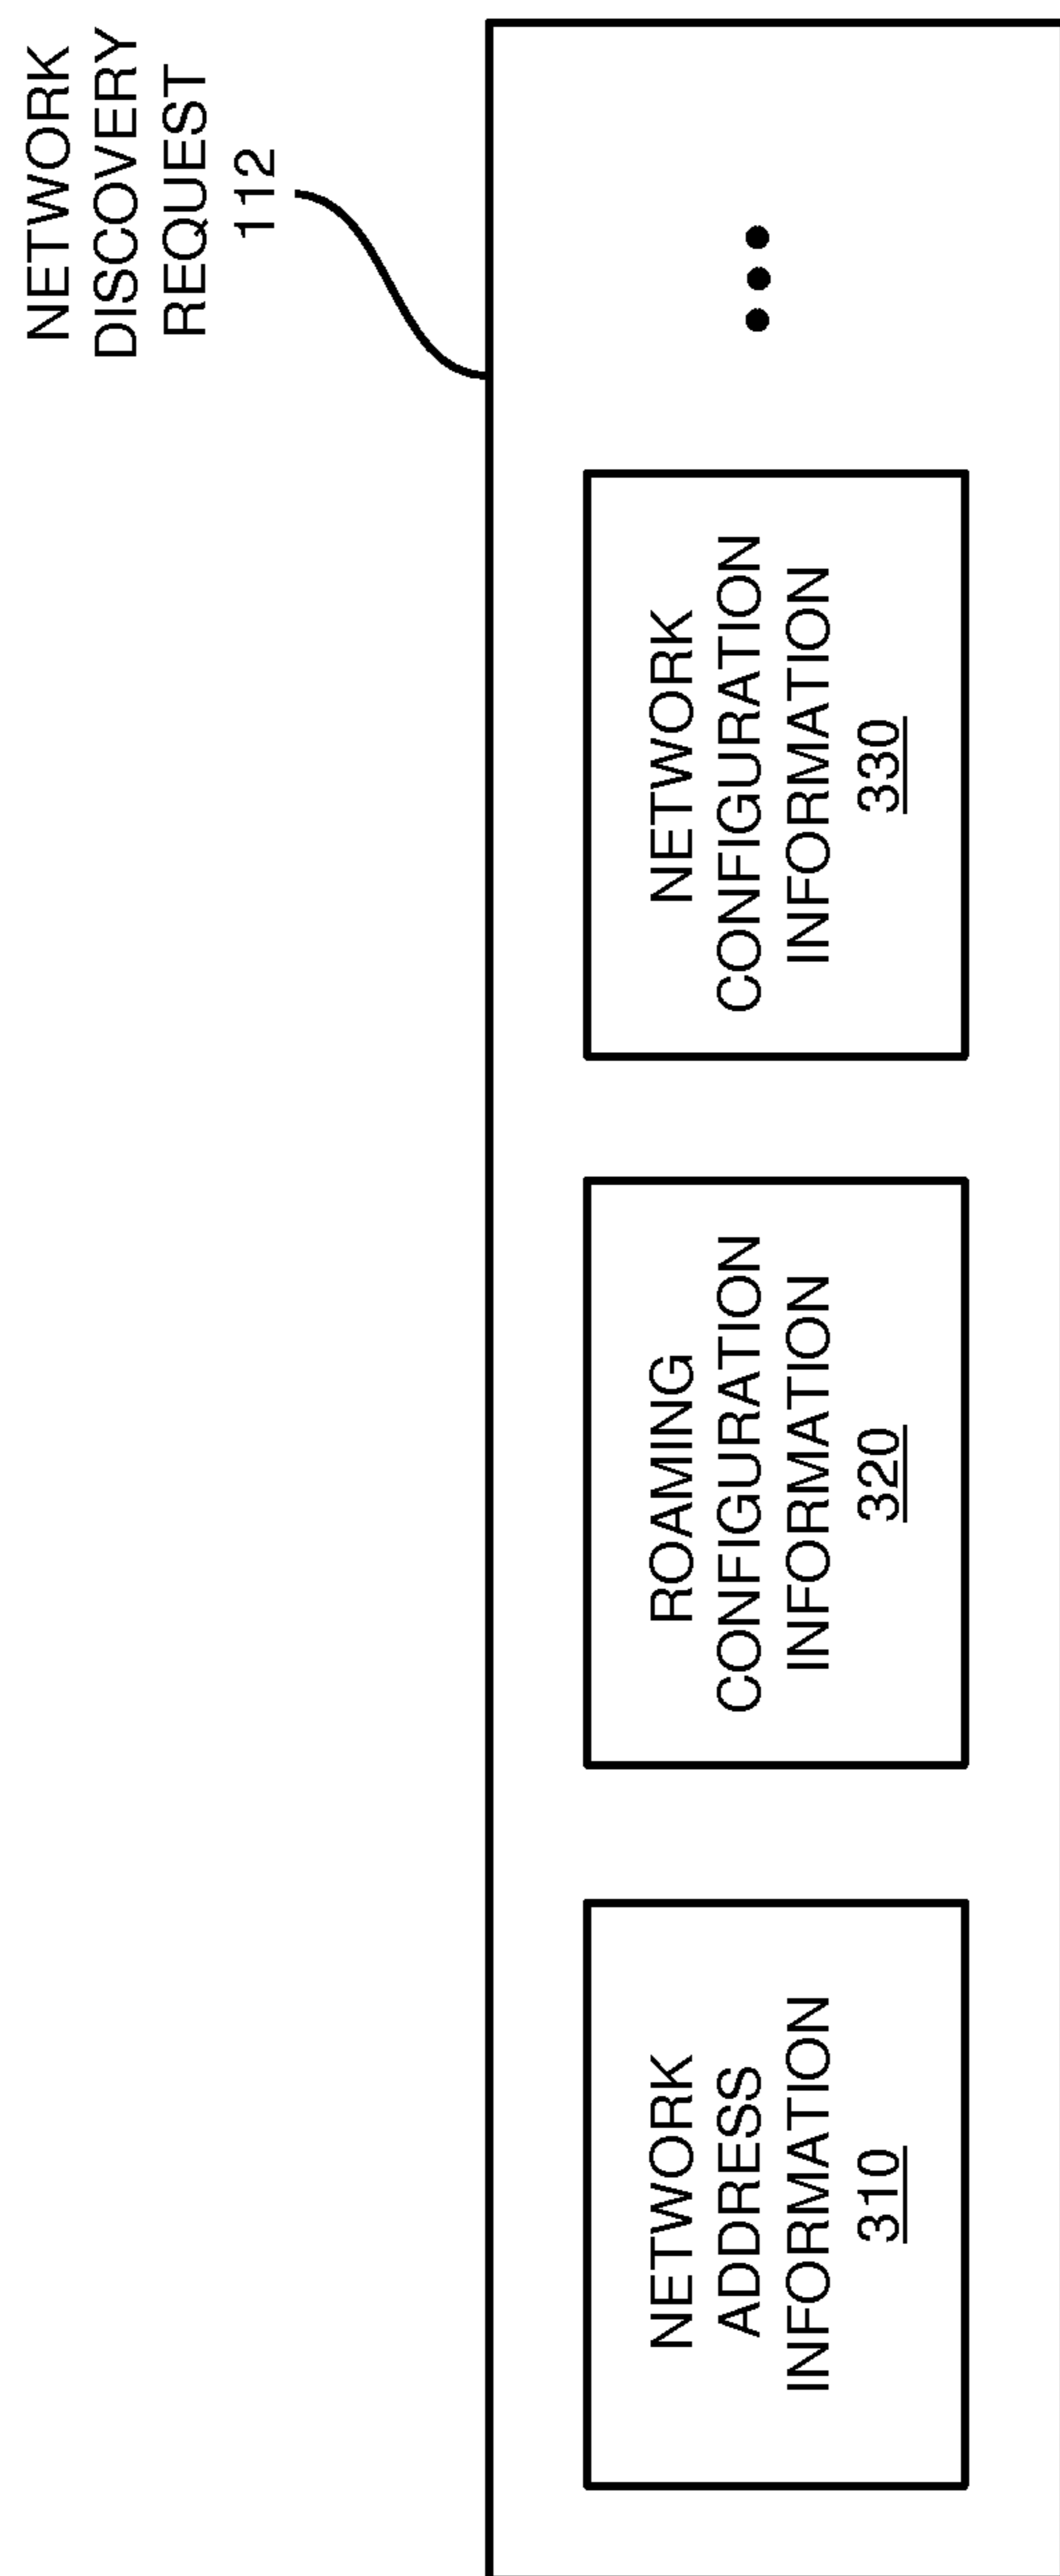 NETWORK
DISCOVERY
REQUEST
112
NETWORK
ADDRESS
INFORMATION
310
ROAMING
CONFIGURATION
INFORMATION
320
NETWORK
CONFIGURATION
INFORMATION
330